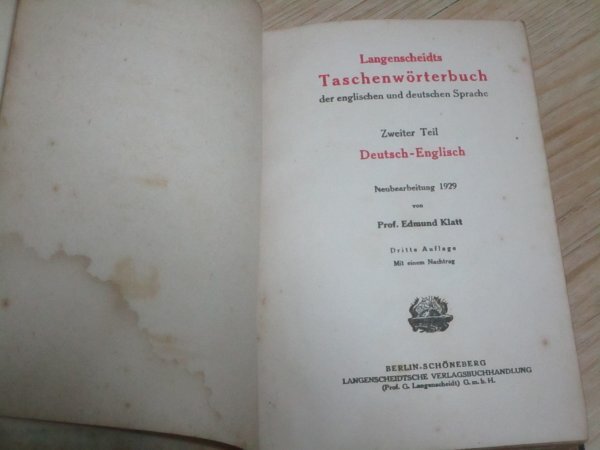 Langenscheidts
Taschenwörterbuch
der englischen und deutschen Sprache
Zweiter Teil
Deutsch-Englisch
Neubearbeitung 1929
von
Prof. Edmund Klatt
Dritte Auflage
Mit einem Nachtrag
BERLIN-SCHÖNEBERG
LANGENSCHEIDTSCHE VERLAGSBUCHHANDLUNG
(Prof. G. Langenscheidt) G. m. b. H.